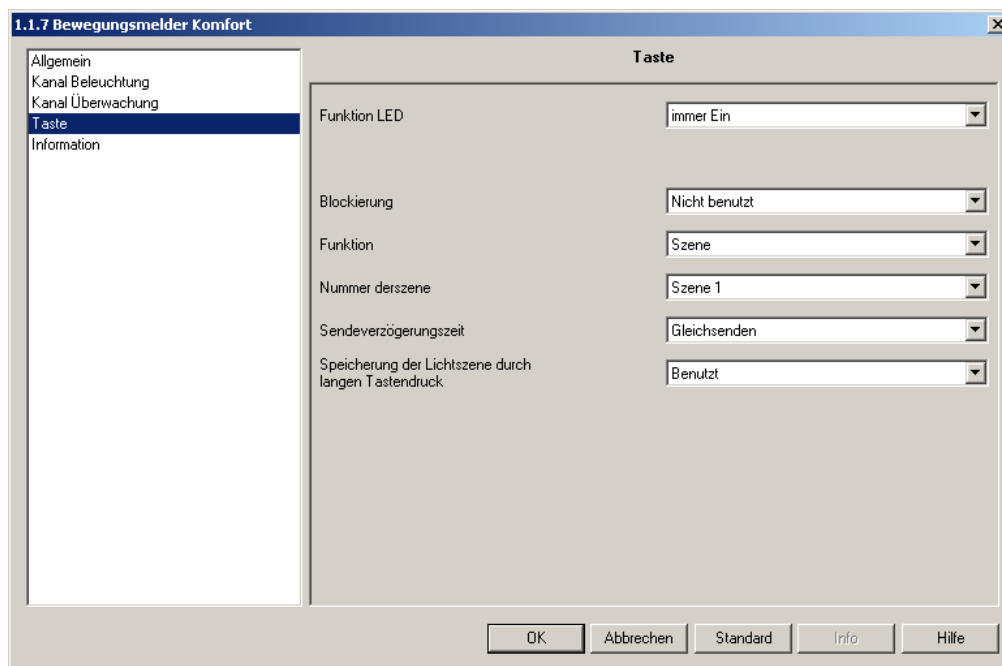 1.1.7 Bewegungsmelder Komfort
Allgemein
Kanal Beleuchtung
Kanal Überwachung
Taste
Information
Taste
Funktion LED
immer Ein
Blockierung
Nicht benutzt
Funktion
Szene
Nummer derszene
Szene 1
Sendeverzögerungszeit
Gleichsenden
Speicherung der Lichtszene durch
langen Tastendruck
Benutzt
OK
Abbrechen
Standard
Info
Hilfe